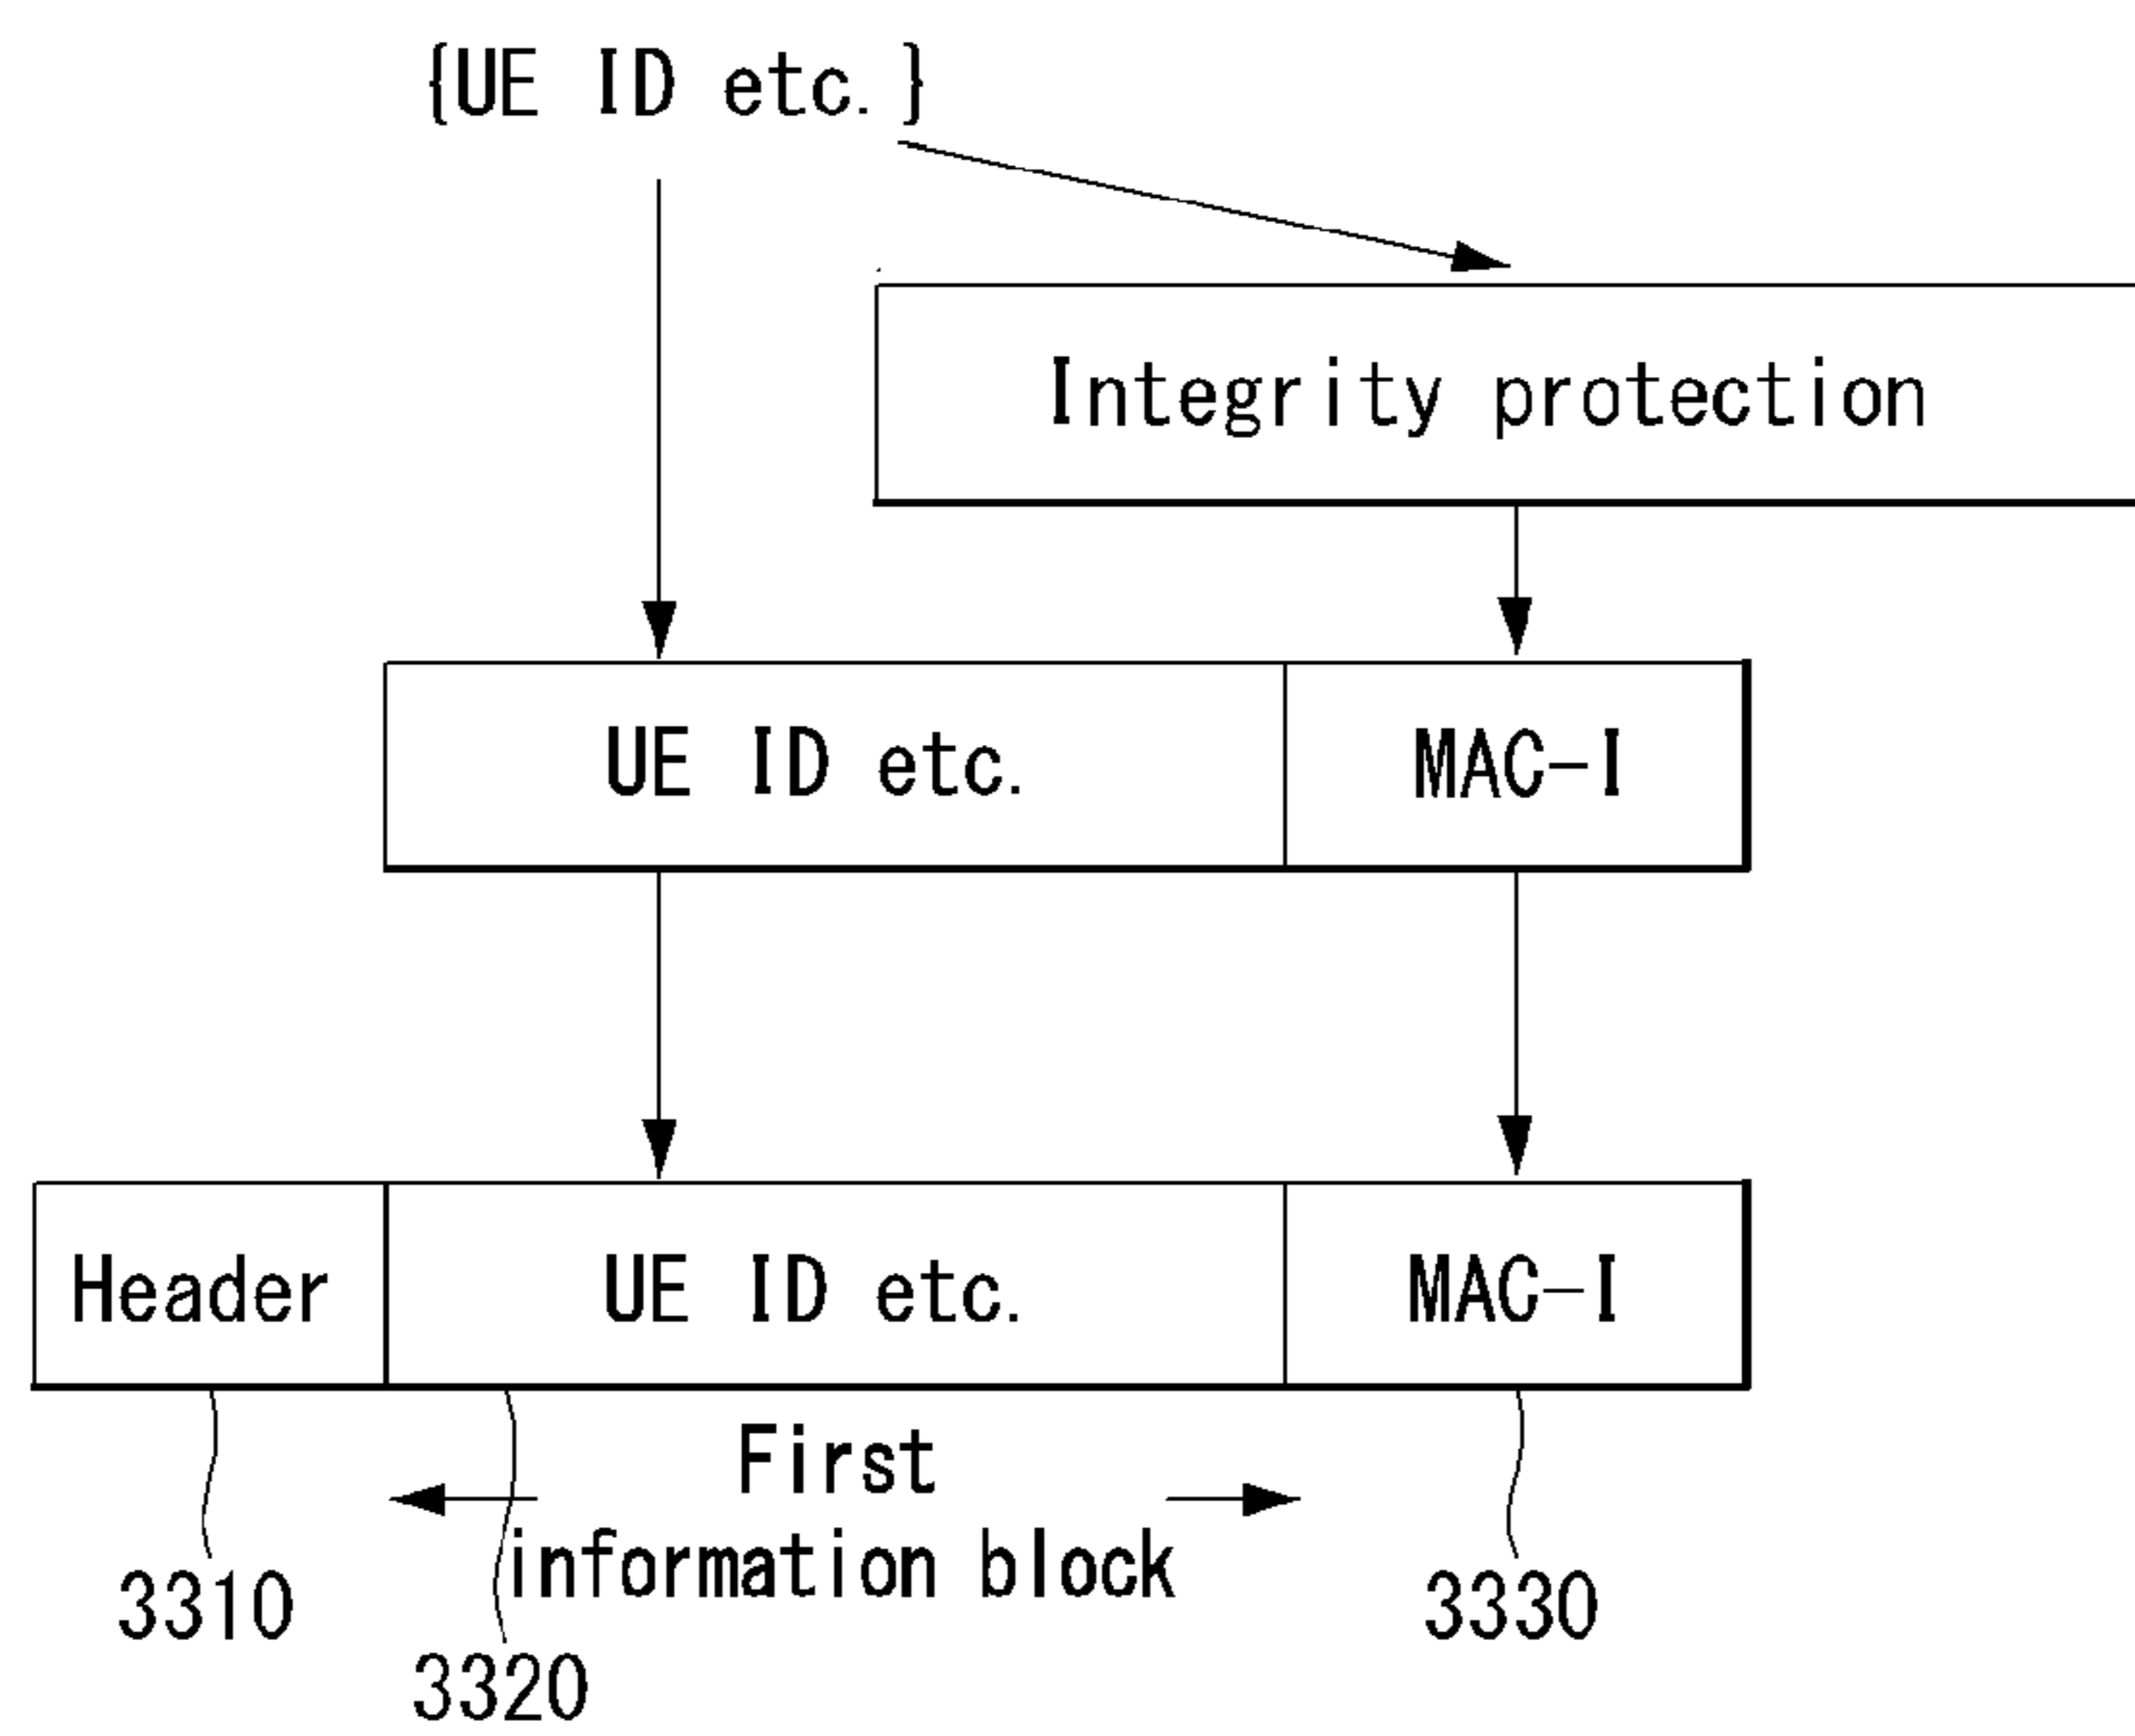 {UE ID etc.}
Integrity protection
UE ID etc.
MAC-I
Header
UE ID etc.
MAC-I
First
information block
3310
3320
3330